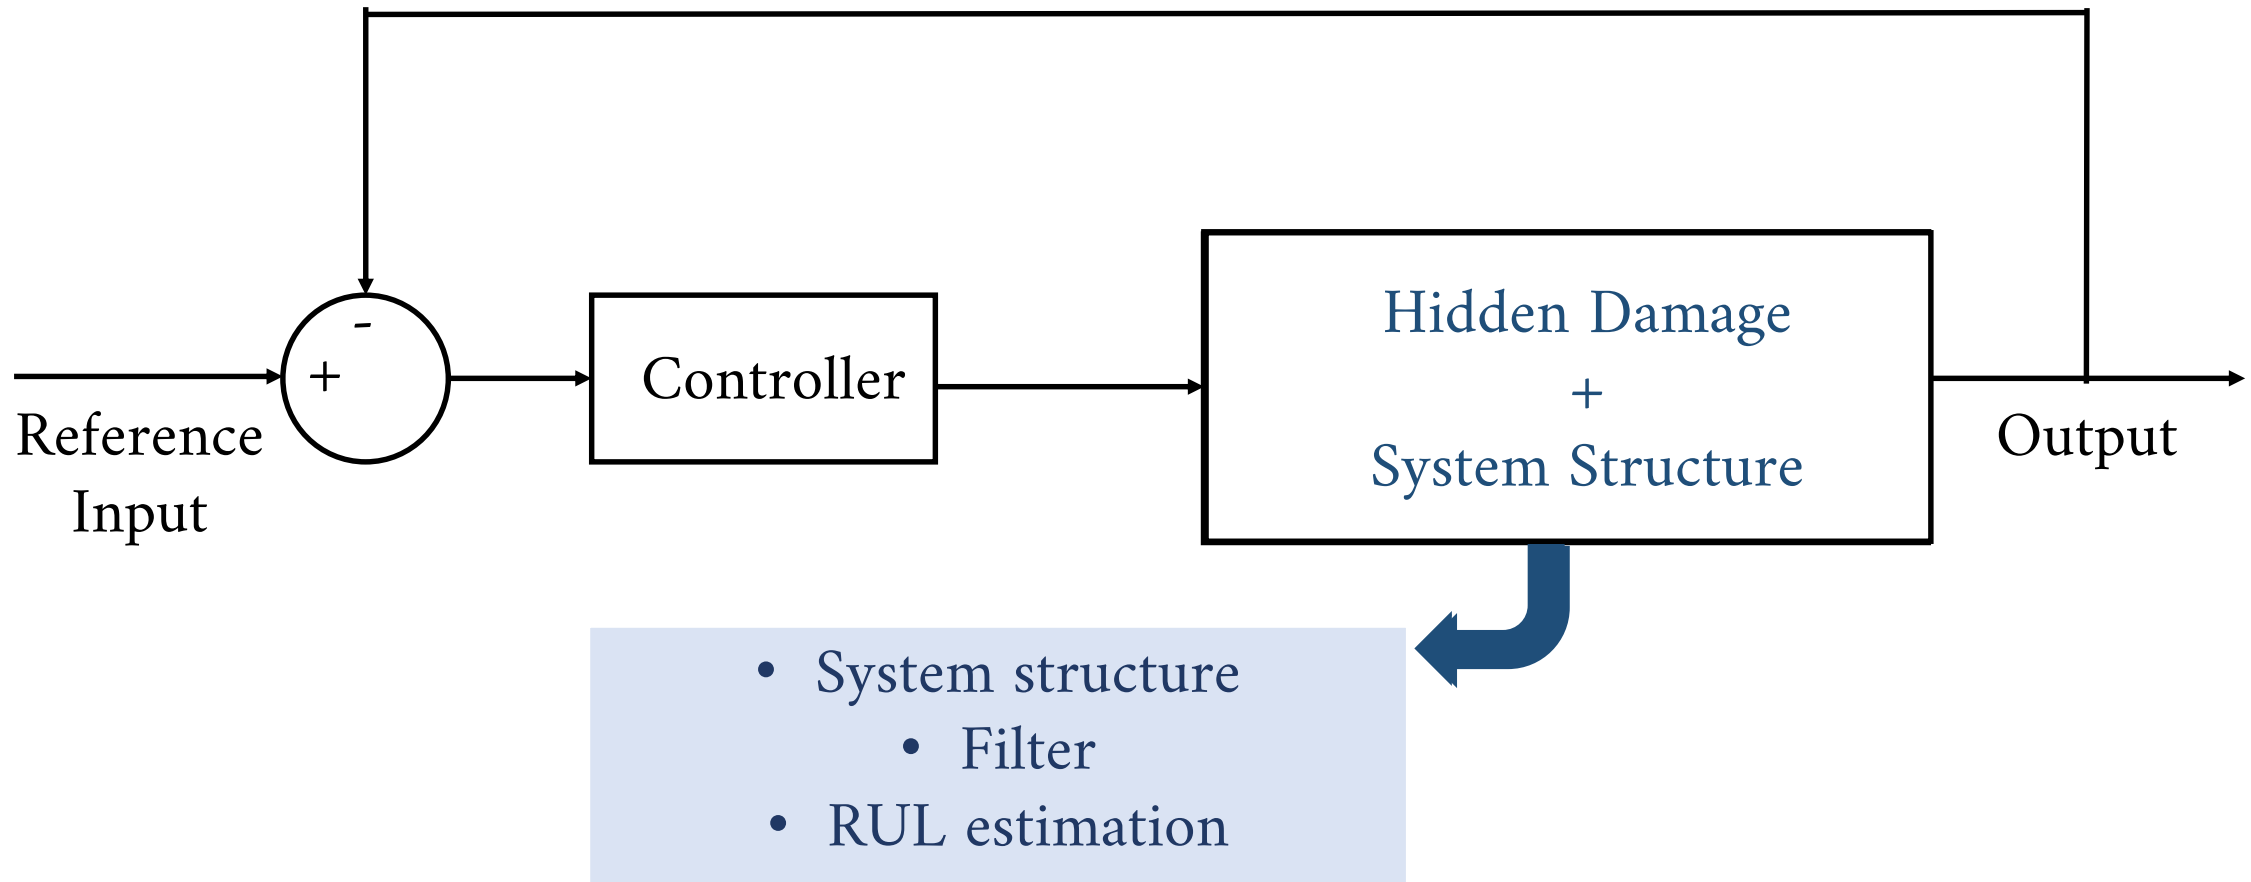 -
+
Reference
Input
Controller
Hidden Damage
+
System Structure
Output
• System structure
• Filter
• RUL estimation